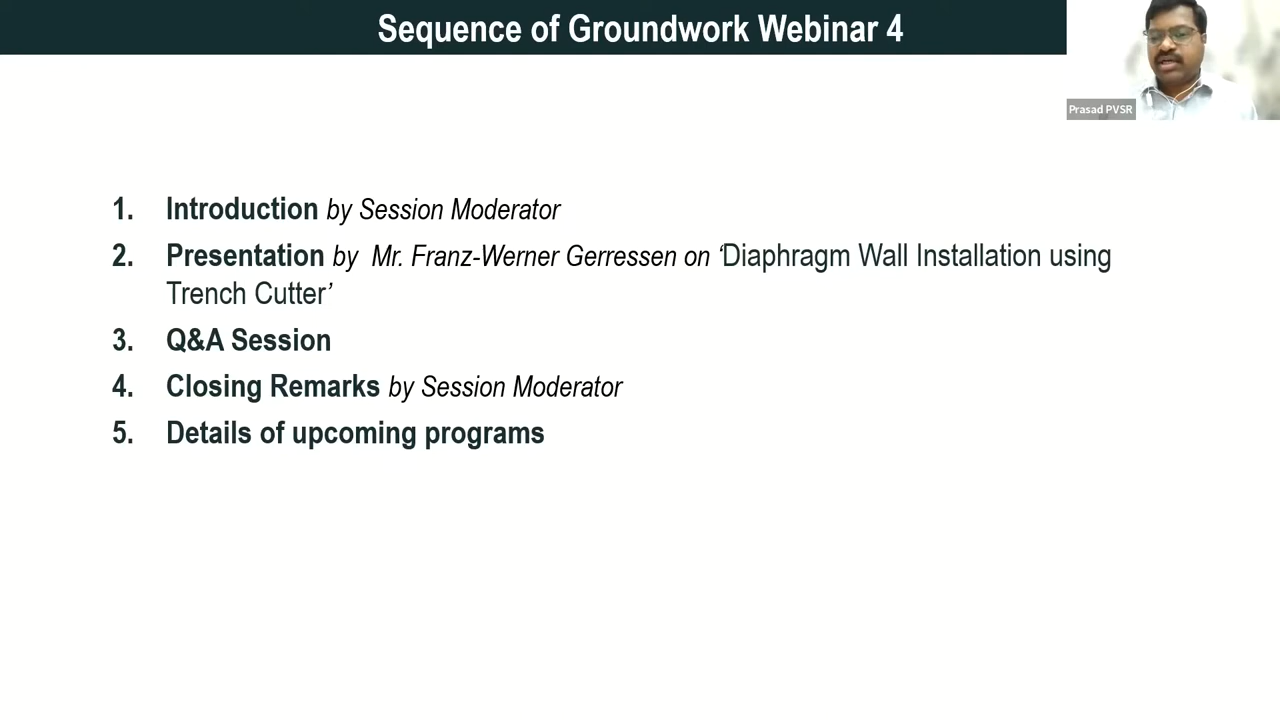 Sequence of Groundwork Webinar 4
Prasad PVSR
1. Introduction by Session Moderator
2. Presentation by Mr. Franz-Werner Gerressen on ‘Diaphragm Wall Installation using
Trench Cutter’
3. Q&A Session
4. Closing Remarks by Session Moderator
5. Details of upcoming programs